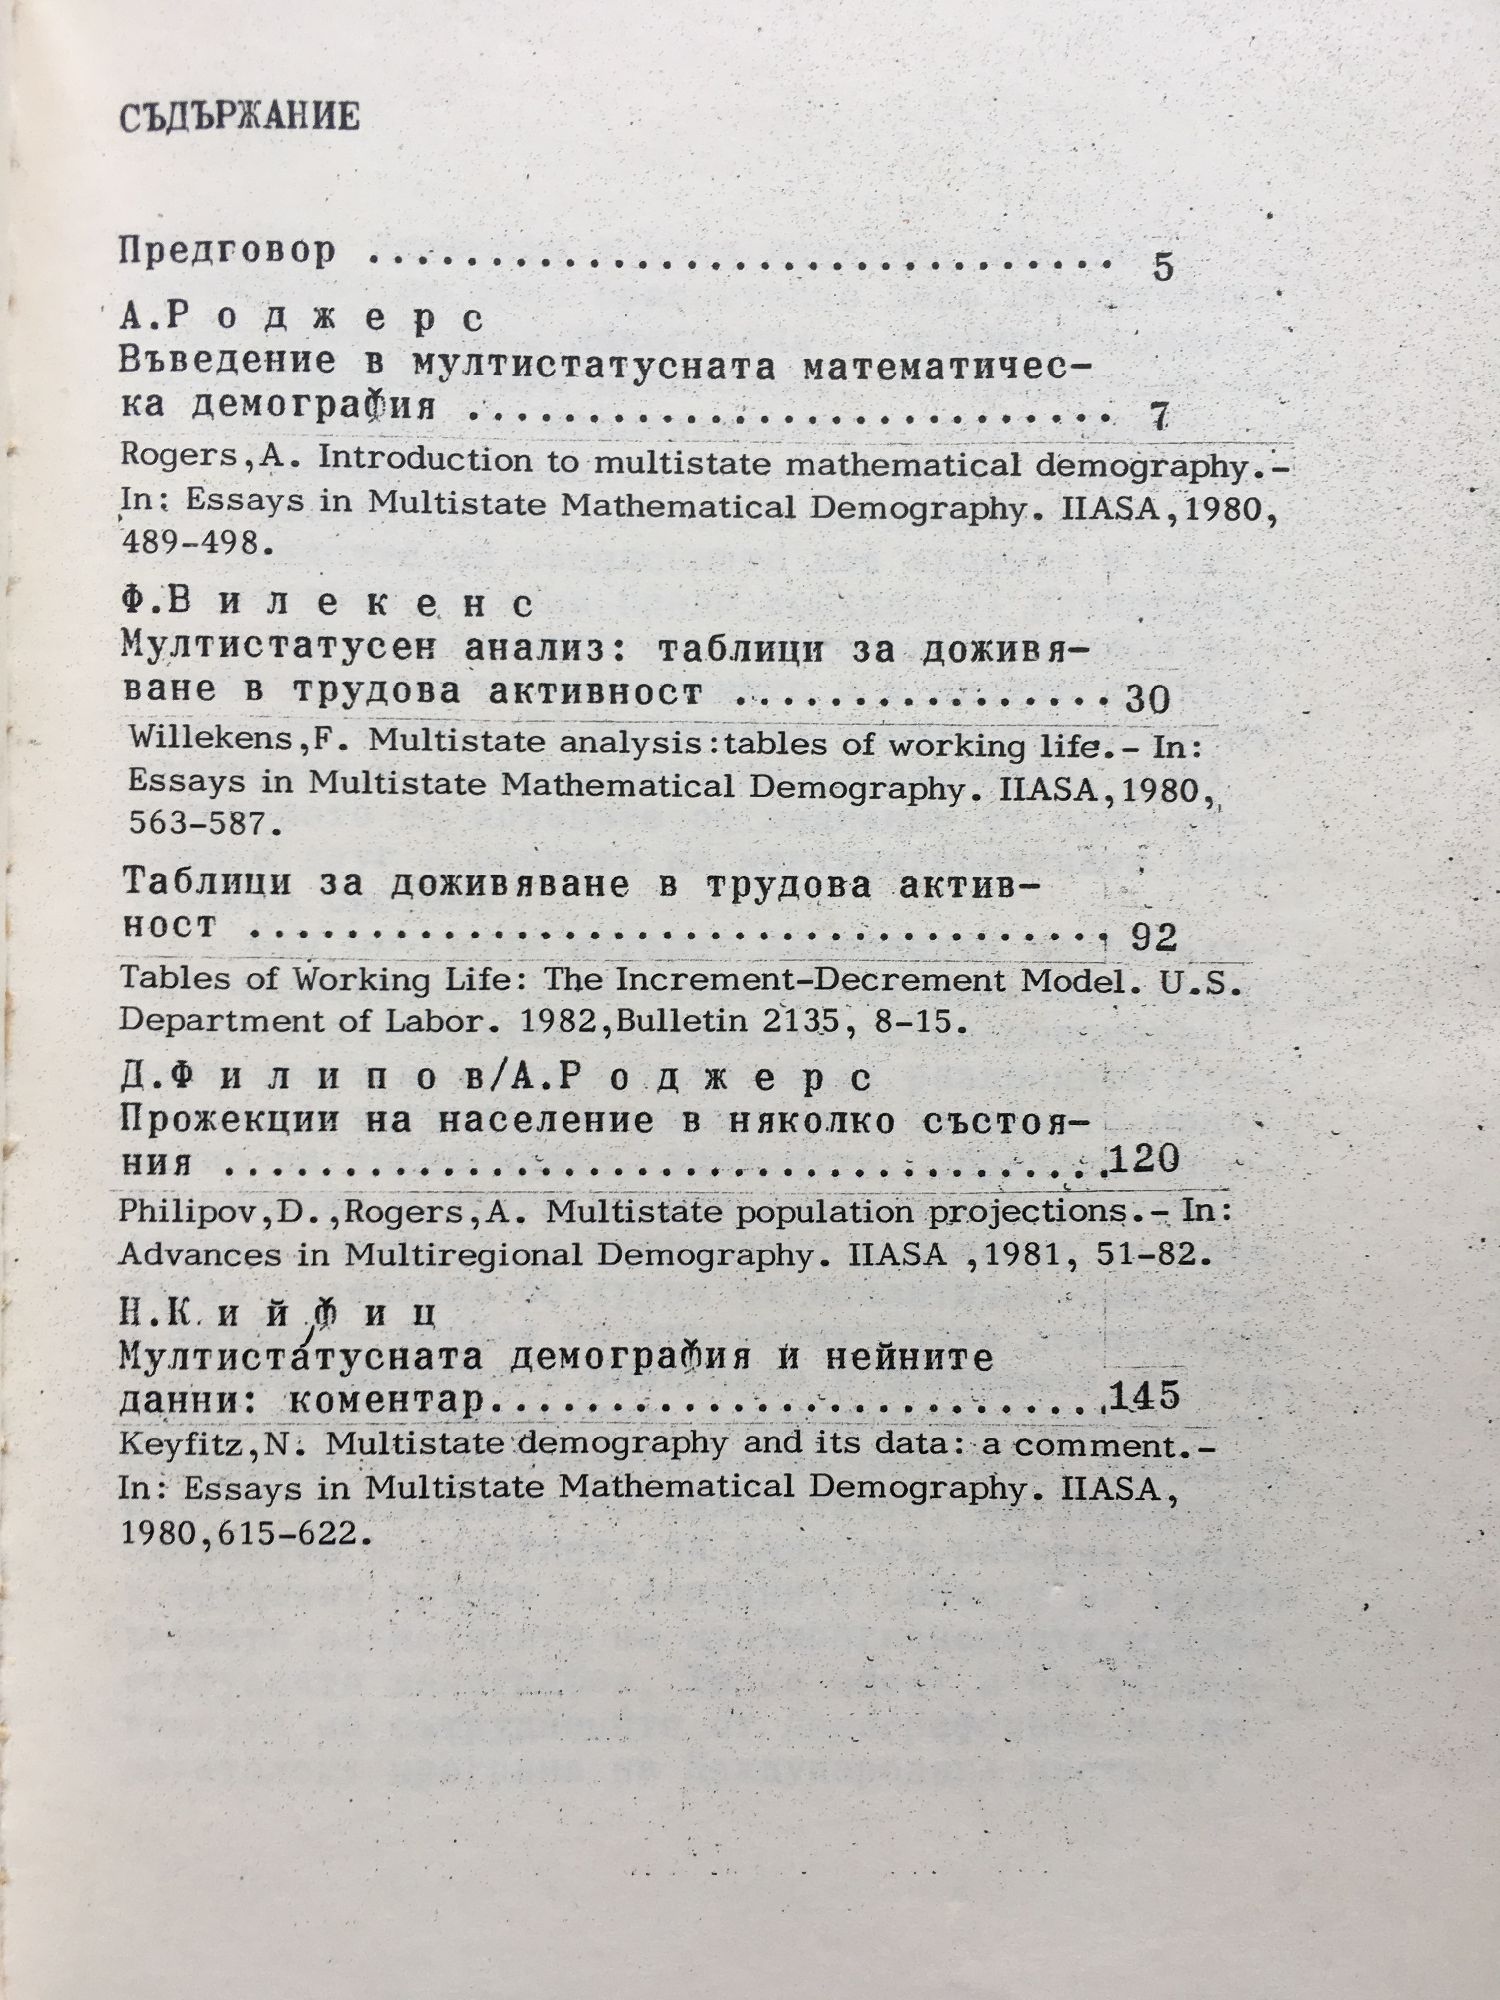 СЪДЪРЖАНИЕ
Предговор ............................... 5
А.Р о д ж е р с
Въведение в мултистатусната математичес-
ка демография ........................... 7
Rogers,A. Introduction to multistate mathematical demography.-
In: Essays in Multistate Mathematical Demography. IIASA,1980,
489-498.
Ф.В и л е к е н с
Мултистатусен анализ: таблици за доживя-
ване в трудова активност ................ 30
Willekens,F. Multistate analysis:tables of working life.- In:
Essays in Multistate Mathematical Demography. IIASA,1980,
563-587.
Таблици за доживяване в трудова актив-
ност .................................... 92
Tables of Working Life: The Increment-Decrement Model. U.S.
Department of Labor. 1982,Bulletin 2135, 8-15.
Д.Ф и л и п о в/А.Р о д ж е р с
Прожекции на население в няколко състоя-
ния .....................................120
Philipov,D.,Rogers,A. Multistate population projections.- In:
Advances in Multiregional Demography. IIASA ,1981, 51-82.
Н.К и й ф и ц
Мултистатусната демография и нейните
данни: коментар..........................145
Keyfitz,N. Multistate demography and its data: a comment.-
In: Essays in Multistate Mathematical Demography. IIASA,
1980,615-622.